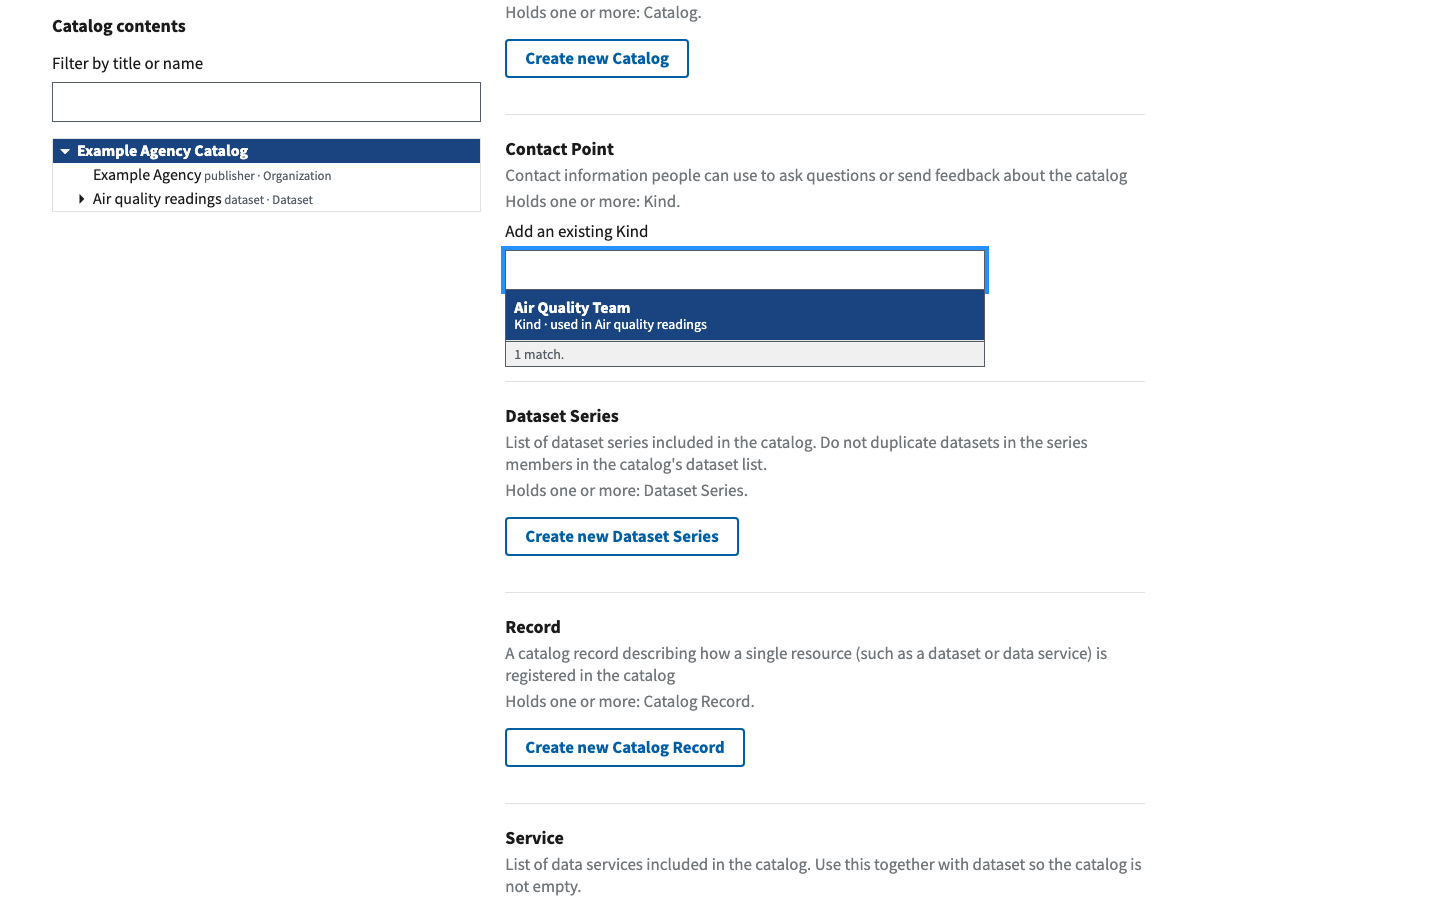 Catalog contents
Filter by title or name
Example Agency Catalog
Example Agency publisher · Organization
Air quality readings dataset · Dataset
Holds one or more: Catalog.
Create new Catalog
Contact Point
Contact information people can use to ask questions or send feedback about the catalog
Holds one or more: Kind.
Add an existing Kind
Air Quality Team
Kind · used in Air quality readings
1 match.
Dataset Series
List of dataset series included in the catalog. Do not duplicate datasets in the series
members in the catalog's dataset list.
Holds one or more: Dataset Series.
Create new Dataset Series
Record
A catalog record describing how a single resource (such as a dataset or data service) is
registered in the catalog
Holds one or more: Catalog Record.
Create new Catalog Record
Service
List of data services included in the catalog. Use this together with dataset so the catalog is
not empty.